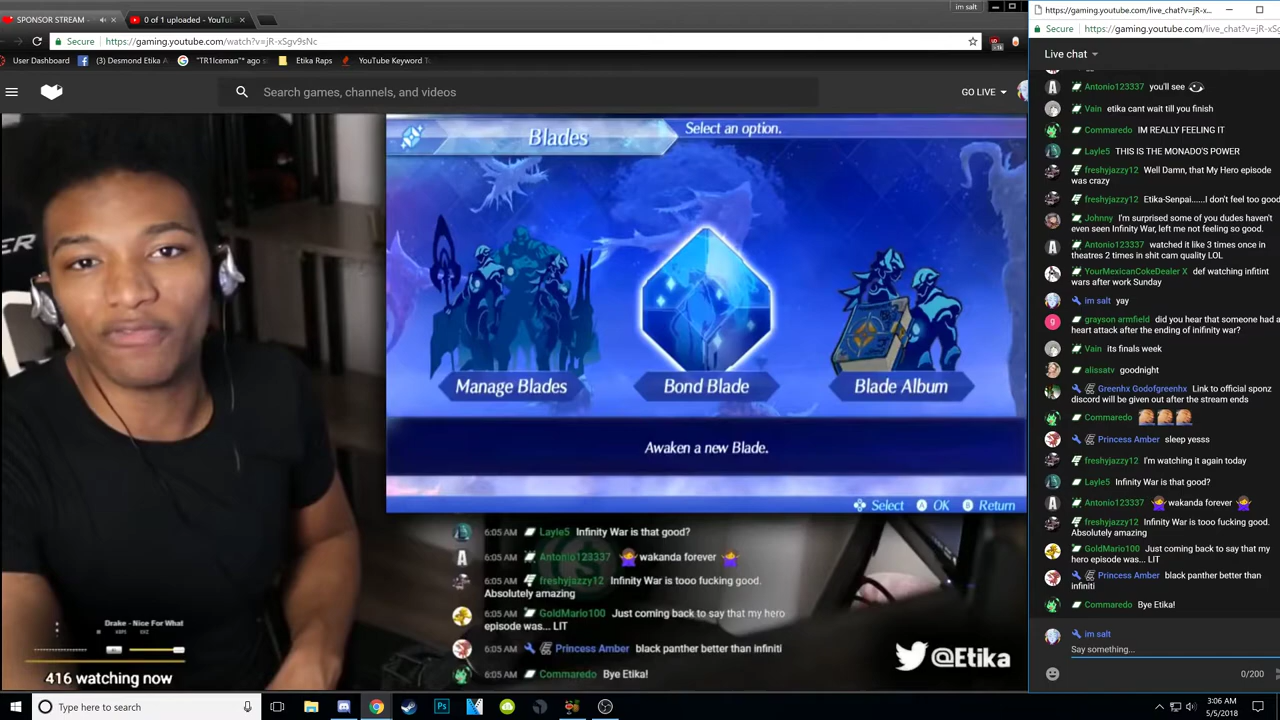 SPONSOR STREAM -
0 of 1 uploaded - YouTu
im salt
Secure https://gaming.youtube.com/watch?v=jR-xSgv9sNc
User Dashboard (3) Desmond Etika A "TR1Iceman"* ago s Etika Raps YouTube Keyword To
Search games, channels, and videos
GO LIVE
Blades
Select an option.
Manage Blades
Bond Blade
Blade Album
Awaken a new Blade.
Select A OK B Return
6:05 AM Layle5 Infinity War is that good?
6:05 AM Antonio123337 wakanda forever
6:05 AM freshyjazzy12 Infinity War is tooo fucking good.
Absolutely amazing
6:05 AM GoldMario100 Just coming back to say that my hero
episode was... LIT
6:05 AM Princess Amber black panther better than infiniti
6:05 AM Commaredo Bye Etika!
Drake - Nice For What
416 watching now
@Etika
https://gaming.youtube.com/live_chat?v=jR-x...
Secure https://gaming.youtube.com/live_chat?v=jR-xSg
Live chat
Antonio123337 you'll see
Vain etika cant wait till you finish
Commaredo IM REALLY FEELING IT
Layle5 THIS IS THE MONADO'S POWER
freshyjazzy12 Well Damn, that My Hero episode
was crazy
freshyjazzy12 Etika-Senpai......I don't feel too good
Johnny I'm surprised some of you dudes haven't
even seen Infinity War, left me not feeling so good.
Antonio123337 watched it like 3 times once in
theatres 2 times in shit cam quality LOL
YourMexicanCokeDealer X def watching infitint
wars after work Sunday
im salt yay
grayson armfield did you hear that someone had a
heart attack after the ending of inifinity war?
Vain its finals week
alissatv goodnight
Greenhx Godofgreenhx Link to official sponz
discord will be given out after the stream ends
Commaredo
Princess Amber sleep yesss
freshyjazzy12 I'm watching it again today
Layle5 Infinity War is that good?
Antonio123337 wakanda forever
freshyjazzy12 Infinity War is tooo fucking good.
Absolutely amazing
GoldMario100 Just coming back to say that my
hero episode was... LIT
Princess Amber black panther better than
infiniti
Commaredo Bye Etika!
im salt
Say something...
0/200
Type here to search
3:06 AM
5/5/2018